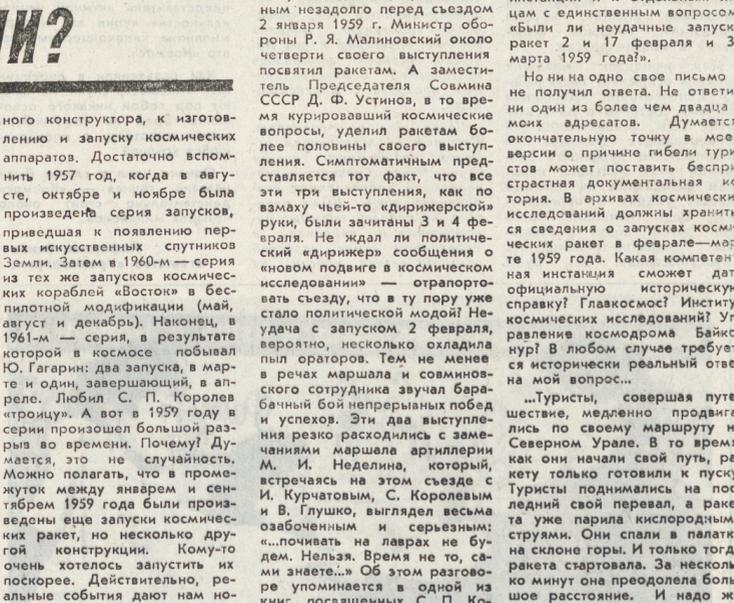 И?
ного конструктора, к изготов-
лению и запуску космических
аппаратов. Достаточно вспом-
нить 1957 год, когда в авгу-
сте, октябре и ноябре была
произведена серия запусков,
приведшая к появлению пер-
вых искусственных спутников
Земли. Затем в 1960-м — серия
из тех же запусков космичес-
ких кораблей «Восток» в бес-
пилотной модификации (май,
август и декабрь). Наконец, в
1961-м — серия, в результате
которой в космосе побывал
Ю. Гагарин: два запуска, в мар-
те и один, завершающий, в ап-
реле. Любил С. П. Королев
«троицу». А вот в 1959 году в
серии произошел большой раз-
рыв во времени. Почему? Ду-
мается, это не случайность.
Можно полагать, что в проме-
жуток между январем и сен-
тябрем 1959 года были произ-
ведены еще запуски космичес-
ких ракет, но несколько дру-
гой конструкции. Кому-то
очень хотелось запустить их
поскорее. Действительно, ре-
альные события дают нам но-
ным незадолго перед съездом
2 января 1959 г. Министр обо-
роны Р. Я. Малиновский около
четверти своего выступления
посвятил ракетам. А замести-
тель Председателя Совмина
СССР Д. Ф. Устинов, в то вре-
мя курировавший космические
вопросы, уделил ракетам бо-
лее половины своего выступ-
ления. Симптоматичным пред-
ставляется тот факт, что все
эти три выступления, как по
взмаху чьей-то «дирижерской»
руки, были зачитаны 3 и 4 фе-
враля. Не ждал ли политиче-
ский «дирижер» сообщения о
«новом подвиге в космическом
исследовании» — отрапорто-
вать съезду, что в ту пору уже
стало политической модой? Не-
удача с запуском 2 февраля,
вероятно, несколько охладила
пыл ораторов. Тем не менее
в речах маршала и совминов-
ского сотрудника звучал бара-
бачный бой непрерывных побед
и успехов. Эти два выступле-
ния резко расходились с заме-
чаниями маршала артиллерии
М. И. Неделина, который,
встречаясь на этом съезде с
И. Курчатовым, С. Королевым
и В. Глушко, выглядел весьма
озабоченным и серьезным:
«...почивать на лаврах не бу-
дем. Нельзя. Время не то, са-
ми знаете...» Об этом разгово-
ре упоминается в одной из
книг, посвященных С. П. Ко-
цам с единственным вопросом
«Были ли неудачные запуск
ракет 2 и 17 февраля и 3
марта 1959 года?».
Но ни на одно свое письмо
не получил ответа. Не ответи
ни один из более чем двадца
моих адресатов. Думаетс
окончательную точку в мое
версии о причине гибели тури
стов может поставить беспри
страстная документальная ис
тория. В архивах космически
исследований должны хранить
ся сведения о запусках косми
ческих ракет в феврале—мар
те 1959 года. Какая компетен
ная инстанция сможет дат
официальную историческую
справку? Главкосмос? Институ
космических исследований? Уп
равление космодрома Байко
нур? В любом случае требует
ся исторически реальный отве
на мой вопрос...
...Туристы, совершая путе
шествие, медленно продвига
лись по своему маршруту н
Северном Урале. В то время
как они начали свой путь, ра
кету только готовили к пуску
Туристы поднимались на пос
ледний свой перевал, а раке
та уже парила кислородным
струями. Они спали в палатк
на склоне горы. И только тогд
ракета стартовала. За несколь
ко минут она преодолела боль
шое расстояние. И надо ж